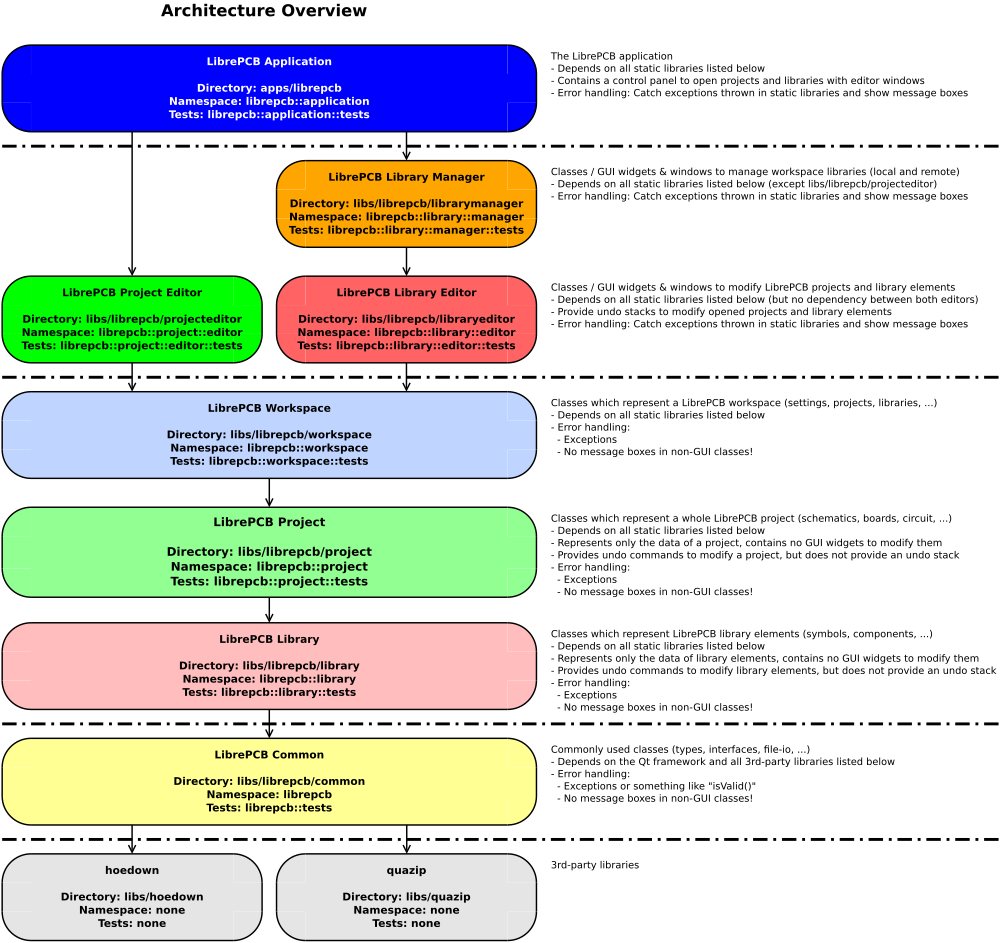 Architecture Overview
LibrePCB Application
Directory: apps/librepcb
Namespace: librepcb::application
Tests: librepcb::application::tests
The LibrePCB application
- Depends on all static libraries listed below
- Contains a control panel to open projects and libraries with editor windows
- Error handling: Catch exceptions thrown in static libraries and show message boxes
LibrePCB Library Manager
Directory: libs/librepcb/librarymanager
Namespace: librepcb::library::manager
Tests: librepcb::library::manager::tests
Classes / GUI widgets & windows to manage workspace libraries (local and remote)
- Depends on all static libraries listed below (except libs/librepcb/projecteditor)
- Error handling: Catch exceptions thrown in static libraries and show message boxes
LibrePCB Project Editor
Directory: libs/librepcb/projecteditor
Namespace: librepcb::project::editor
Tests: librepcb::project::editor::tests
LibrePCB Library Editor
Directory: libs/librepcb/libraryeditor
Namespace: librepcb::library::editor
Tests: librepcb::library::editor::tests
Classes / GUI widgets & windows to modify LibrePCB projects and library elements
- Depends on all static libraries listed below (but no dependency between both editors)
- Provide undo stacks to modify opened projects and library elements
- Error handling: Catch exceptions thrown in static libraries and show message boxes
LibrePCB Workspace
Directory: libs/librepcb/workspace
Namespace: librepcb::workspace
Tests: librepcb::workspace::tests
Classes which represent a LibrePCB workspace (settings, projects, libraries, ...)
- Depends on all static libraries listed below
- Error handling:
- Exceptions
- No message boxes in non-GUI classes!
LibrePCB Project
Directory: libs/librepcb/project
Namespace: librepcb::project
Tests: librepcb::project::tests
Classes which represent a whole LibrePCB project (schematics, boards, circuit, ...)
- Depends on all static libraries listed below
- Represents only the data of a project, contains no GUI widgets to modify them
- Provides undo commands to modify a project, but does not provide an undo stack
- Error handling:
- Exceptions
- No message boxes in non-GUI classes!
LibrePCB Library
Directory: libs/librepcb/library
Namespace: librepcb::library
Tests: librepcb::library::tests
Classes which represent LibrePCB library elements (symbols, components, ...)
- Depends on all static libraries listed below
- Represents only the data of library elements, contains no GUI widgets to modify them
- Provides undo commands to modify library elements, but does not provide an undo stack
- Error handling:
- Exceptions
- No message boxes in non-GUI classes!
LibrePCB Common
Directory: libs/librepcb/common
Namespace: librepcb
Tests: librepcb::tests
Commonly used classes (types, interfaces, file-io, ...)
- Depends on the Qt framework and all 3rd-party libraries listed below
- Error handling:
- Exceptions or something like "isValid()"
- No message boxes in non-GUI classes!
hoedown
Directory: libs/hoedown
Namespace: none
Tests: none
quazip
Directory: libs/quazip
Namespace: none
Tests: none
3rd-party libraries